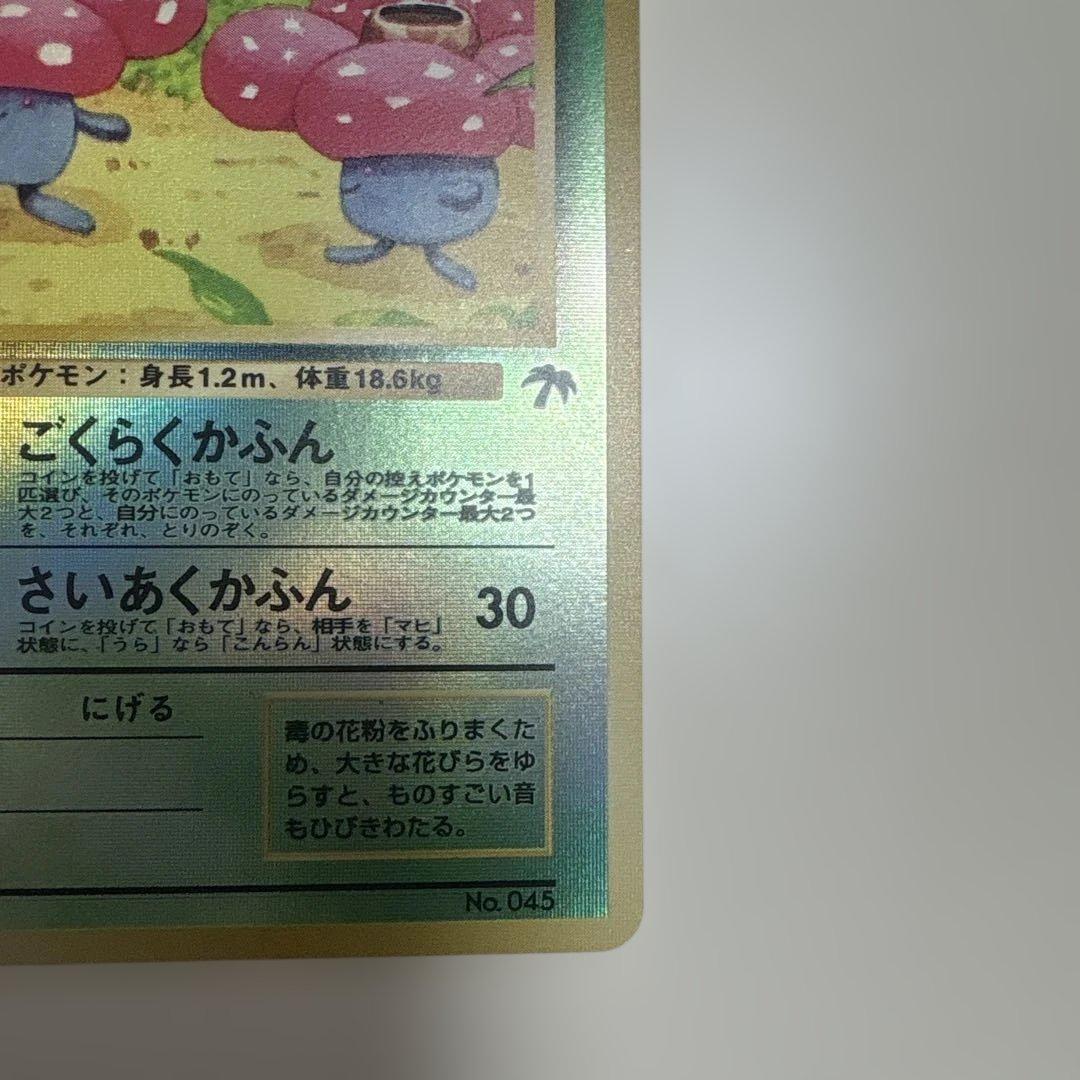 ポケモン：身長1.2m、体重18.6kg
ごくらくかふん
コインを投げて「おもて」なら、自分の控えポケモンを1
匹選び、そのポケモンにのっているダメージカウンター最
大2つと、自分にのっているダメージカウンター最大2つ
を、それぞれ、とりのぞく。
さいあくかふん 30
コインを投げて「おもて」なら、相手を「マヒ」
状態に、「うら」なら「こんらん」状態にする。
にげる
毒の花粉をふりまくた
め、大きな花びらをゆ
らすと、ものすごい音
もひびきわたる。
No. 045